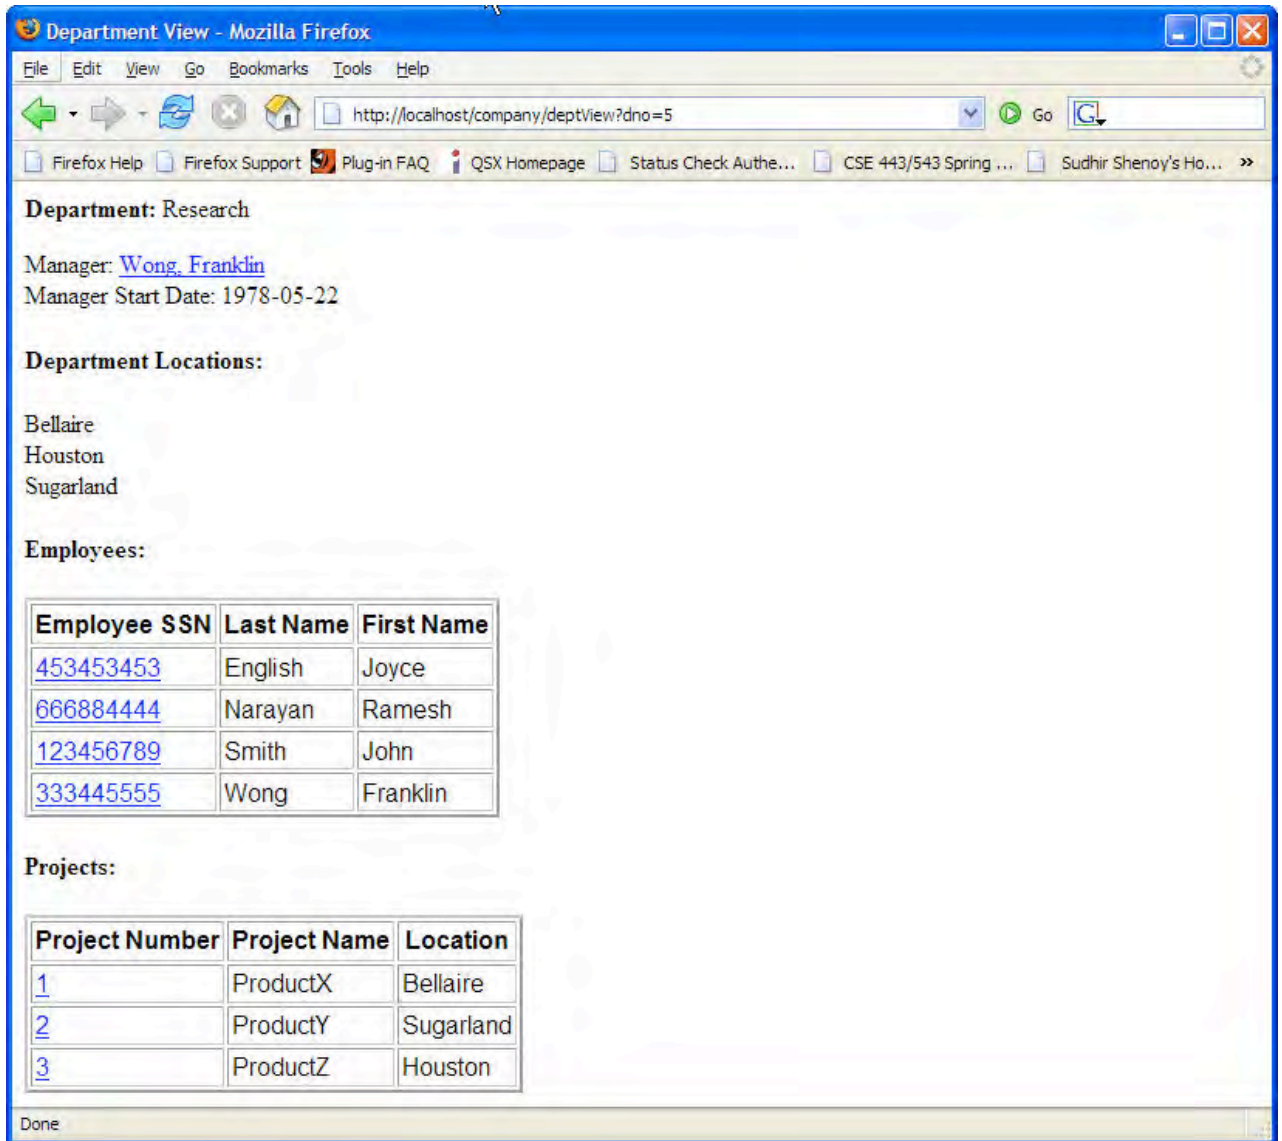 Department View - Mozilla Firefox
File Edit View Go Bookmarks Tools Help
http://localhost/company/deptView?dno=5 Go G
Firefox Help Firefox Support Plug-in FAQ QSX Homepage Status Check Authe... CSE 443/543 Spring ... Sudhir Shenoy's Ho... »
Department: Research
Manager: Wong, Franklin
Manager Start Date: 1978-05-22
Department Locations:
Bellaire
Houston
Sugarland
Employees:
Employee SSN Last Name First Name
453453453 English Joyce
666884444 Narayan Ramesh
123456789 Smith John
333445555 Wong Franklin
Projects:
Project Number Project Name Location
1 ProductX Bellaire
2 ProductY Sugarland
3 ProductZ Houston
Done